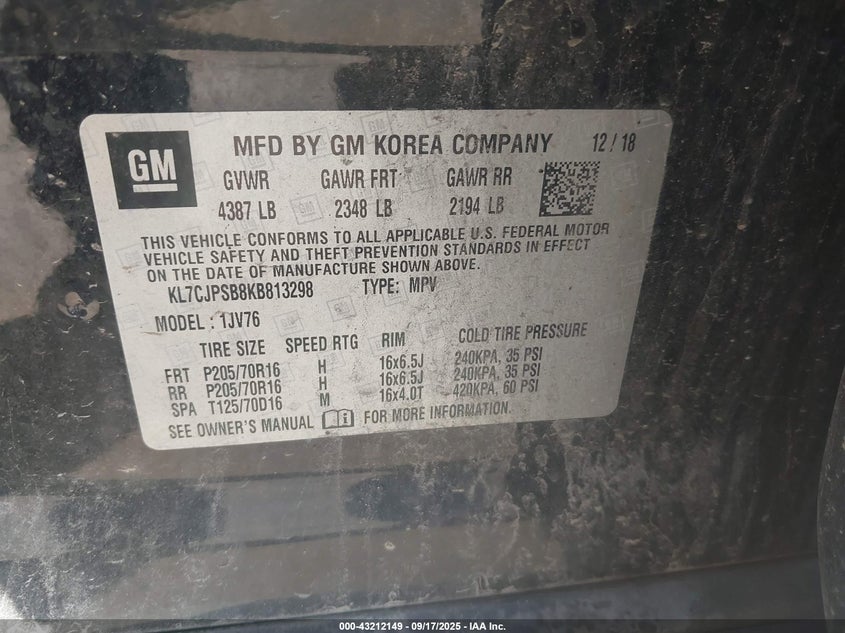 GM
MFD BY GM KOREA COMPANY 12/18
GVWR GAWR FRT GAWR RR
4387 LB 2348 LB 2194 LB
THIS VEHICLE CONFORMS TO ALL APPLICABLE U.S. FEDERAL MOTOR
VEHICLE SAFETY AND THEFT PREVENTION STANDARDS IN EFFECT
ON THE DATE OF MANUFACTURE SHOWN ABOVE.
KL7CJPSB8KB813298 TYPE: MPV
MODEL : 1JV76
TIRE SIZE SPEED RTG RIM COLD TIRE PRESSURE
FRT P205/70R16 H 16x6.5J 240KPA, 35 PSI
RR P205/70R16 H 16x6.5J 240KPA, 35 PSI
SPA T125/70D16 M 16x4.0T 420KPA, 60 PSI
SEE OWNER'S MANUAL FOR MORE INFORMATION.
000-43212149 - 09/17/2025 - IAA Inc.